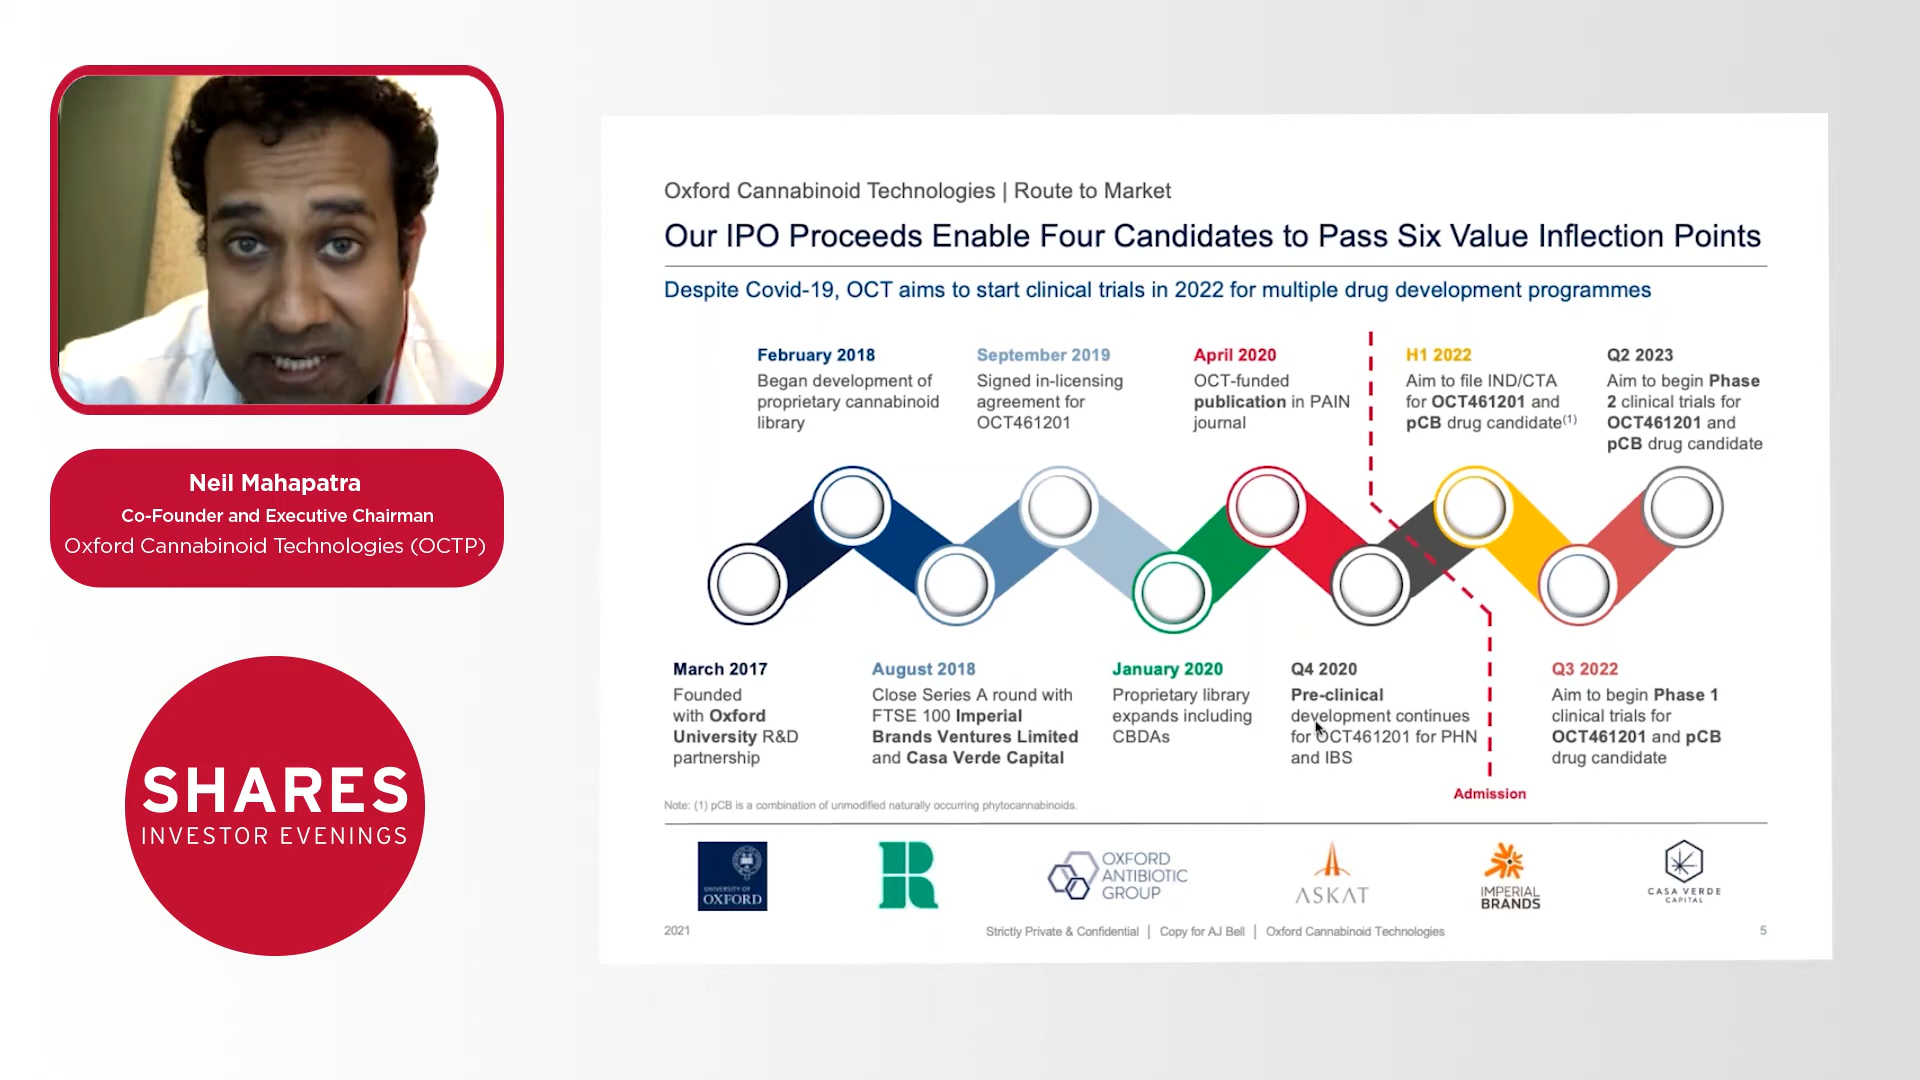 Neil Mahapatra
Co-Founder and Executive Chairman
Oxford Cannabinoid Technologies (OCTP)
SHARES
INVESTOR EVENINGS
Oxford Cannabinoid Technologies | Route to Market
Our IPO Proceeds Enable Four Candidates to Pass Six Value Inflection Points
Despite Covid-19, OCT aims to start clinical trials in 2022 for multiple drug development programmes
February 2018
Began development of
proprietary cannabinoid
library
September 2019
Signed in-licensing
agreement for
OCT461201
April 2020
OCT-funded
publication in PAIN
journal
H1 2022
Aim to file IND/CTA
for OCT461201 and
pCB drug candidate(1)
Q2 2023
Aim to begin Phase
2 clinical trials for
OCT461201 and
pCB drug candidate
March 2017
Founded
with Oxford
University R&D
partnership
August 2018
Close Series A round with
FTSE 100 Imperial
Brands Ventures Limited
and Casa Verde Capital
January 2020
Proprietary library
expands including
CBDAs
Q4 2020
Pre-clinical
development continues
for OCT461201 for PHN
and IBS
Q3 2022
Aim to begin Phase 1
clinical trials for
OCT461201 and pCB
drug candidate
Admission
Note: (1) pCB is a combination of unmodified naturally occurring phytocannabinoids.
UNIVERSITY OF
OXFORD
R
OXFORD
ANTIBIOTIC
GROUP
ASKAT
IMPERIAL
BRANDS
CASA VERDE
CAPITAL
2021
Strictly Private & Confidential | Copy for AJ Bell | Oxford Cannabinoid Technologies
5